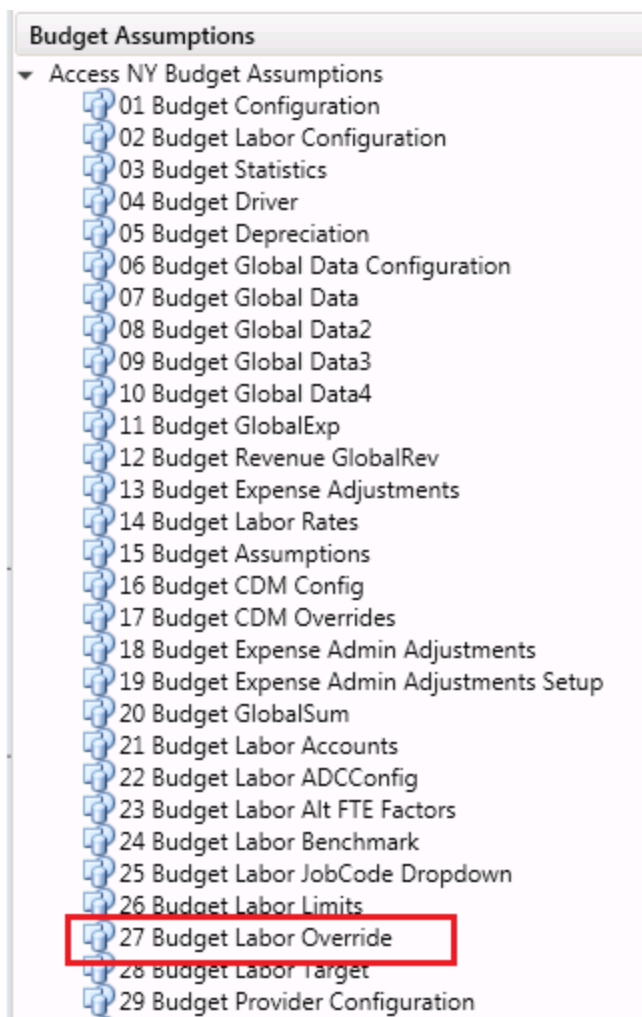 Budget Assumptions
Access NY Budget Assumptions
01 Budget Configuration
02 Budget Labor Configuration
03 Budget Statistics
04 Budget Driver
05 Budget Depreciation
06 Budget Global Data Configuration
07 Budget Global Data
08 Budget Global Data2
09 Budget Global Data3
10 Budget Global Data4
11 Budget GlobalExp
12 Budget Revenue GlobalRev
13 Budget Expense Adjustments
14 Budget Labor Rates
15 Budget Assumptions
16 Budget CDM Config
17 Budget CDM Overrides
18 Budget Expense Admin Adjustments
19 Budget Expense Admin Adjustments Setup
20 Budget GlobalSum
21 Budget Labor Accounts
22 Budget Labor ADCConfig
23 Budget Labor Alt FTE Factors
24 Budget Labor Benchmark
25 Budget Labor JobCode Dropdown
26 Budget Labor Limits
27 Budget Labor Override
28 Budget Labor Target
29 Budget Provider Configuration